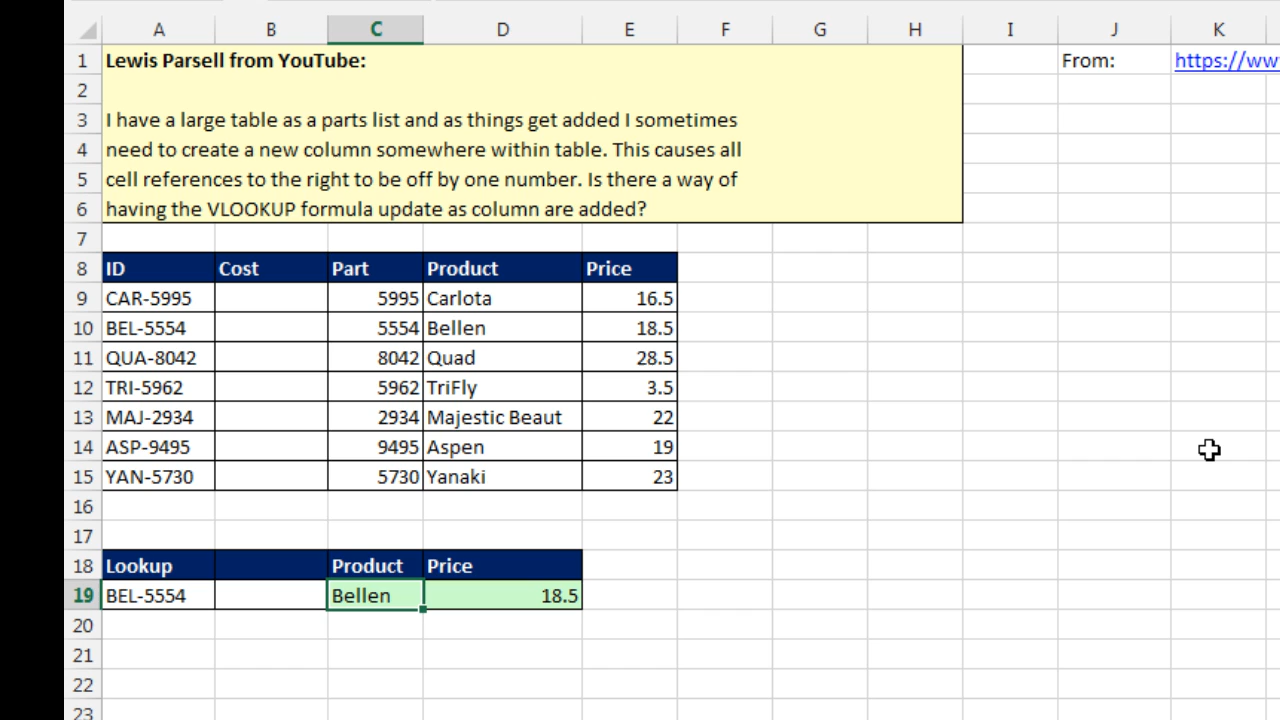 A B C D E F G H I J K
1 Lewis Parsell from YouTube: From: https://ww
2
3 I have a large table as a parts list and as things get added I sometimes
4 need to create a new column somewhere within table. This causes all
5 cell references to the right to be off by one number. Is there a way of
6 having the VLOOKUP formula update as column are added?
7
8 ID Cost Part Product Price
9 CAR-5995 5995 Carlota 16.5
10 BEL-5554 5554 Bellen 18.5
11 QUA-8042 8042 Quad 28.5
12 TRI-5962 5962 TriFly 3.5
13 MAJ-2934 2934 Majestic Beaut 22
14 ASP-9495 9495 Aspen 19
15 YAN-5730 5730 Yanaki 23
16
17
18 Lookup Product Price
19 BEL-5554 Bellen 18.5
20
21
22
23